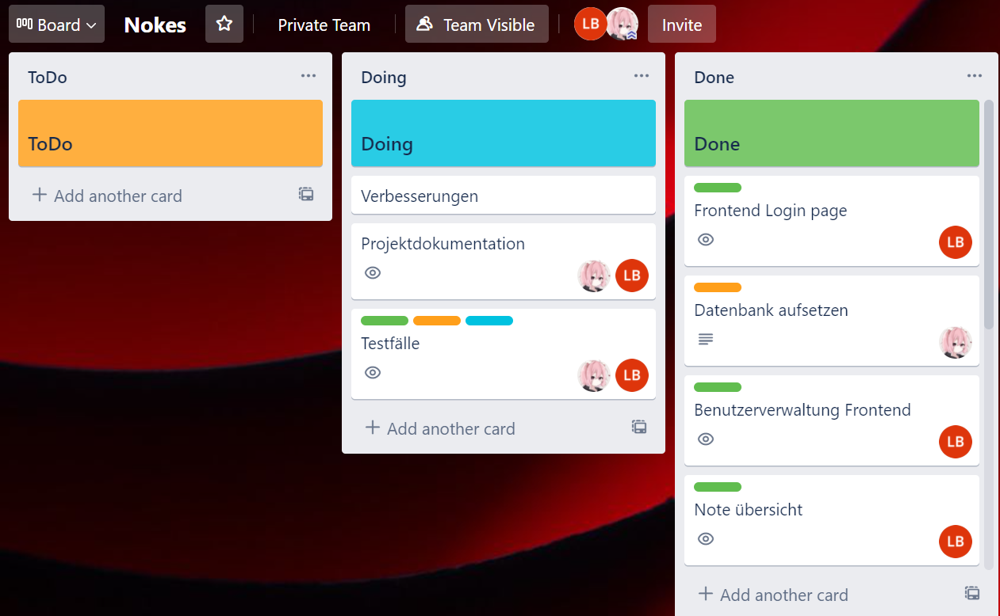 Board
Nokes
Private Team
Team Visible
LB
Invite
ToDo
ToDo
Add another card
Doing
Doing
Verbesserungen
Projektdokumentation
LB
Testfälle
LB
Add another card
Done
Done
Frontend Login page
LB
Datenbank aufsetzen
Benutzerverwaltung Frontend
LB
Note übersicht
LB
Add another card